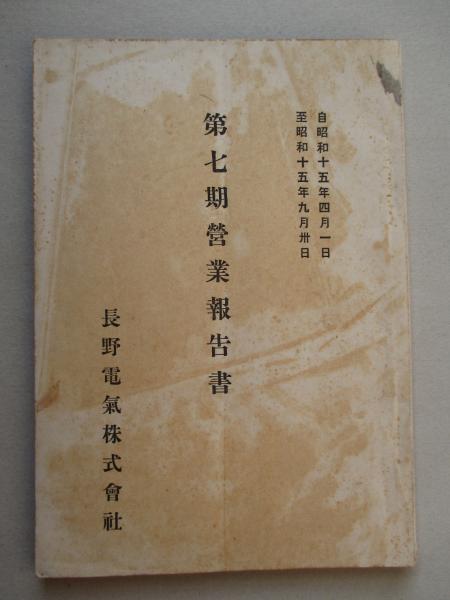 自昭和十五年四月一日
至昭和十五年九月卅日
第七期營業報告書
長野電氣株式會社